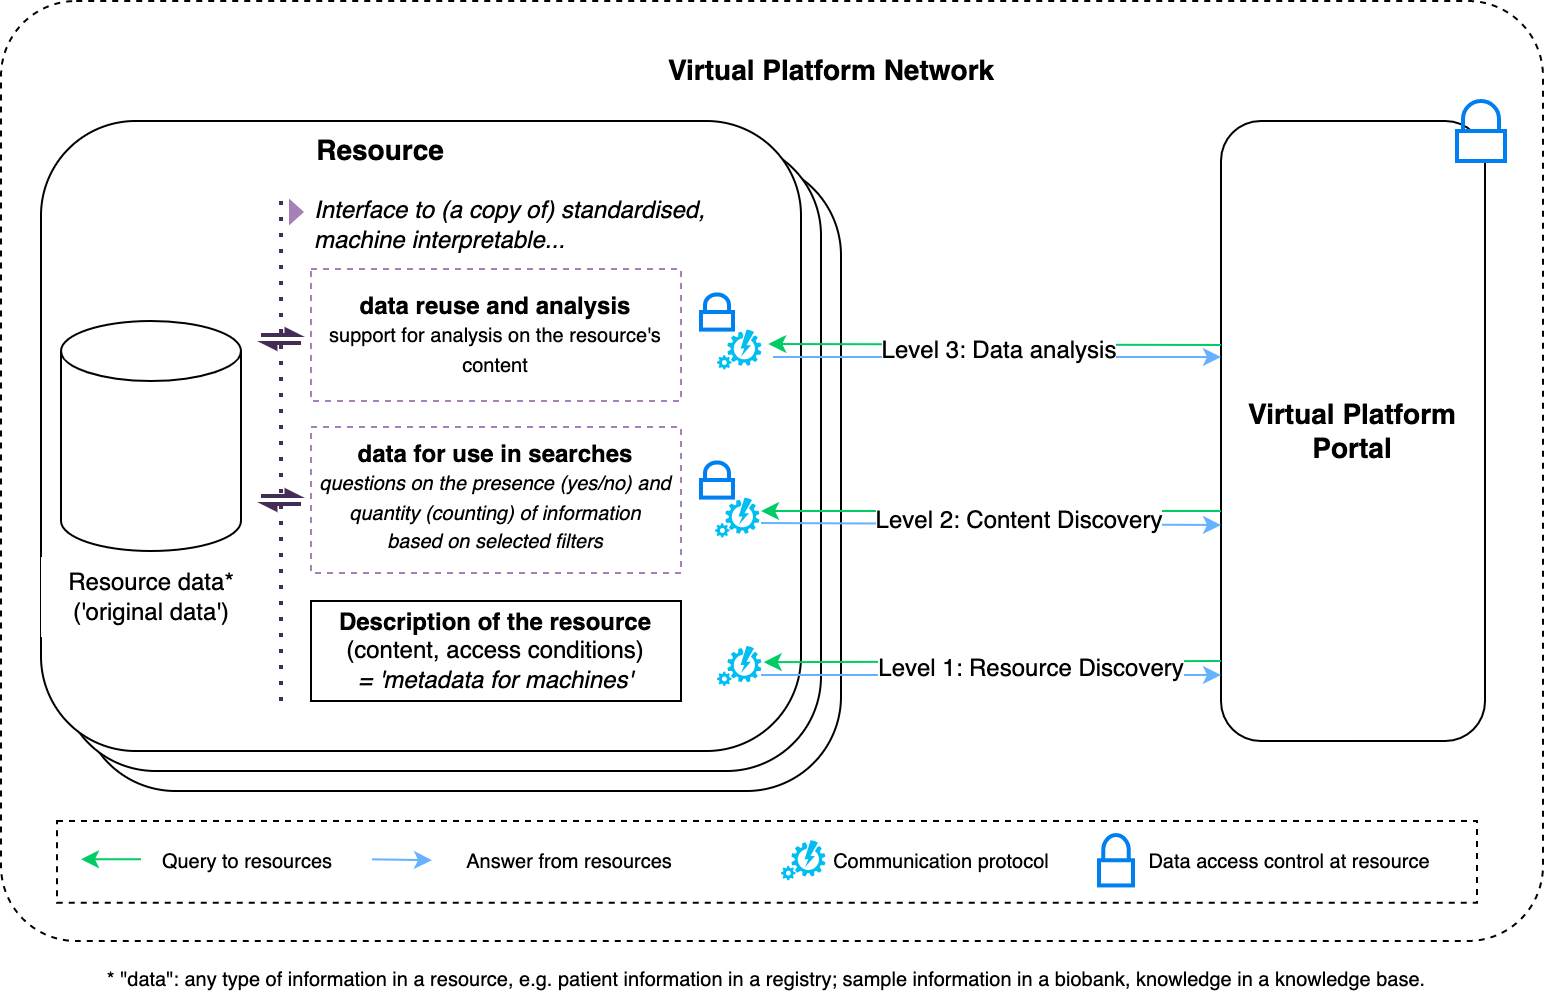 Virtual Platform Network
Resource
Interface to (a copy of) standardised,
machine interpretable...
data reuse and analysis
support for analysis on the resource's
content
Level 3: Data analysis
data for use in searches
questions on the presence (yes/no) and
quantity (counting) of information
based on selected filters
Level 2: Content Discovery
Resource data*
('original data')
Description of the resource
(content, access conditions)
= 'metadata for machines'
Level 1: Resource Discovery
Virtual Platform
Portal
Query to resources
Answer from resources
Communication protocol
Data access control at resource
* "data": any type of information in a resource, e.g. patient information in a registry; sample information in a biobank, knowledge in a knowledge base.